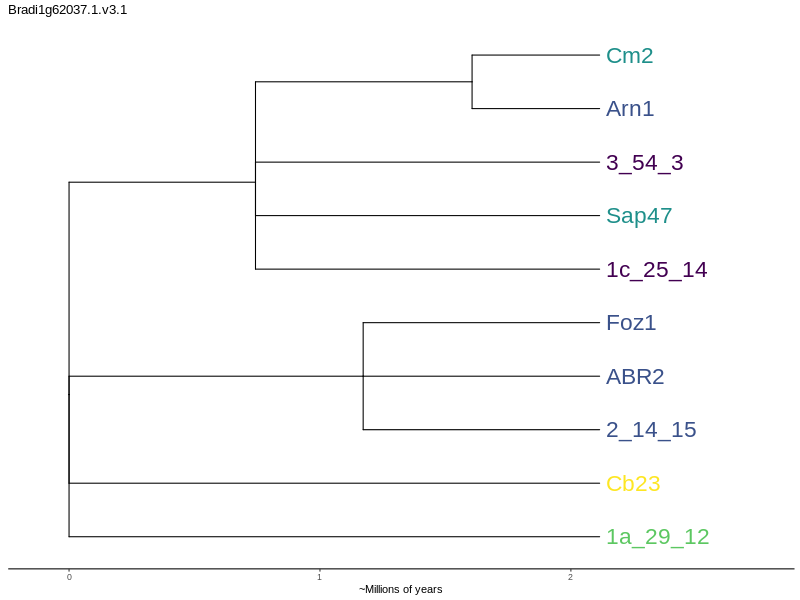 Bradi1g62037.1.v3.1
Cm2
Arn1
3_54_3
Sap47
1c_25_14
Foz1
ABR2
2_14_15
Cb23
1a_29_12
0 1 2
~Millions of years